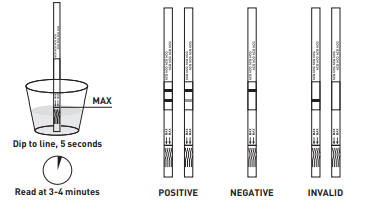 MAX
Dip to line, 5 seconds
Read at 3-4 minutes
POSITIVE
NEGATIVE
INVALID